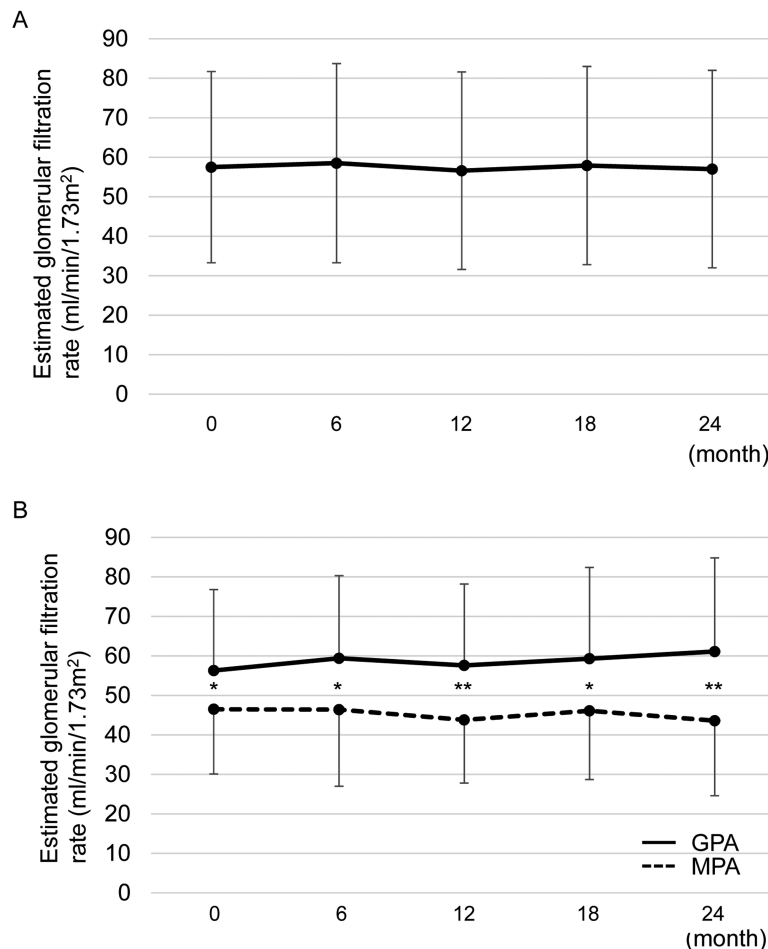 A
Estimated glomerular filtration
rate (ml/min/1.73m²)
90
80
70
60
50
40
30
20
10
0
0 6 12 18 24
(month)
B
Estimated glomerular filtration
rate (ml/min/1.73m²)
90
80
70
60
50
40
30
20
10
0
* * ** * **
GPA
MPA
0 6 12 18 24
(month)